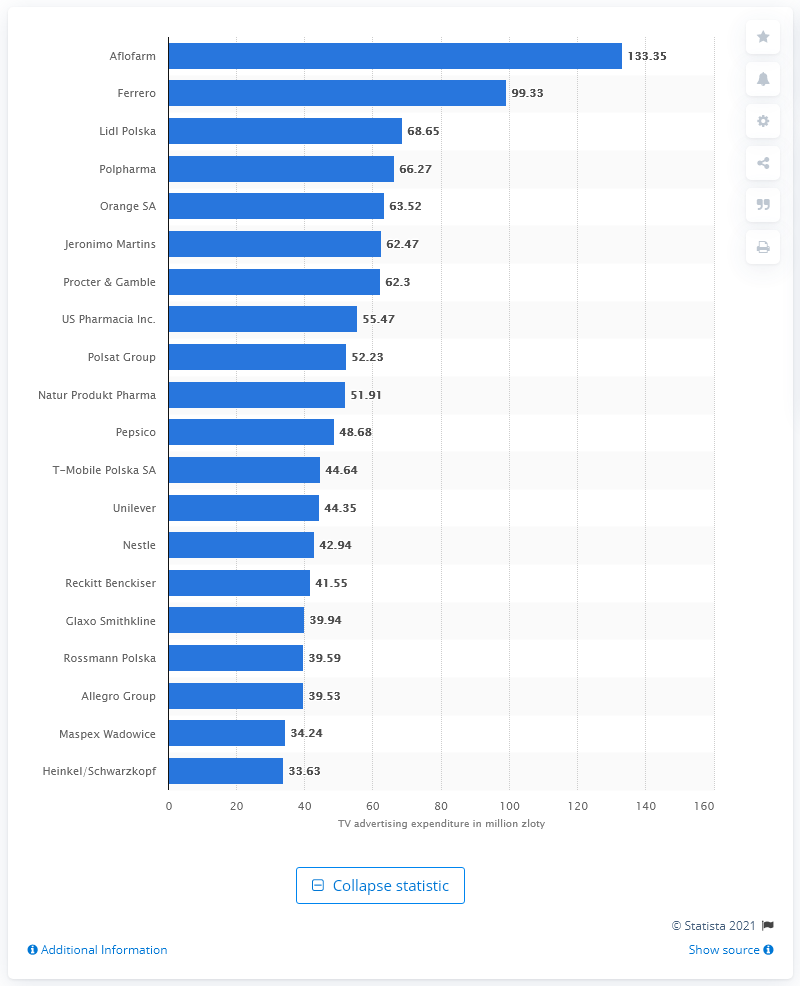 Aflofarm 133.35
Ferrero 99.33
Lidl Polska 68.65
Polpharma 66.27
Orange SA 63.52
Jeronimo Martins 62.47
Procter & Gamble 62.3
US Pharmacia Inc. 55.47
Polsat Group 52.23
Natur Produkt Pharma 51.91
Pepsico 48.68
T-Mobile Polska SA 44.64
Unilever 44.35
Nestle 42.94
Reckitt Benckiser 41.55
Glaxo Smithkline 39.94
Rossmann Polska 39.59
Allegro Group 39.53
Maspex Wadowice 34.24
Heinkel/Schwarzkopf 33.63
0 20 40 60 80 100 120 140 160
TV advertising expenditure in million zloty
Collapse statistic
© Statista 2021
Additional Information Show source